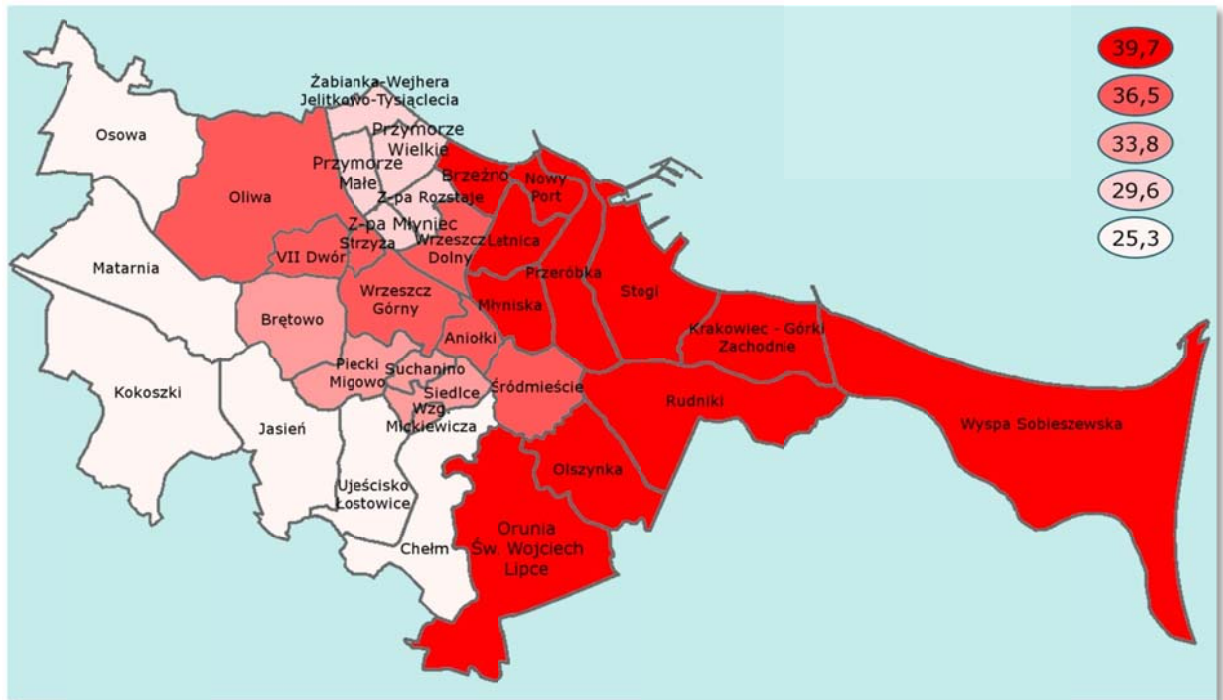 39,7
36,5
33,8
29,6
25,3
Żabianka-Wejhera
Jelitkowo-Tysiąclecia
Osowa
Przymorze
Wielkie
Przymorze
Małe
Brzeźno
Nowy
Port
Z-pa Rozstaje
Oliwa
Z-pa Młyniec
Strzyża
Wrzeszcz
Dolny
Letnica
VII Dwór
Matarnia
Przeróbka
Stogi
Wrzeszcz
Górny
Młyniska
Brętowo
Aniołki
Krakowiec - Górki
Zachodnie
Piecki
Migowo
Suchanino
Siedlce
Śródmieście
Kokoszki
Rudniki
Wzg.
Mickiewicza
Jasień
Wyspa Sobieszewska
Olszynka
Ujeścisko
Łostowice
Chełm
Orunia
Św. Wojciech
Lipce